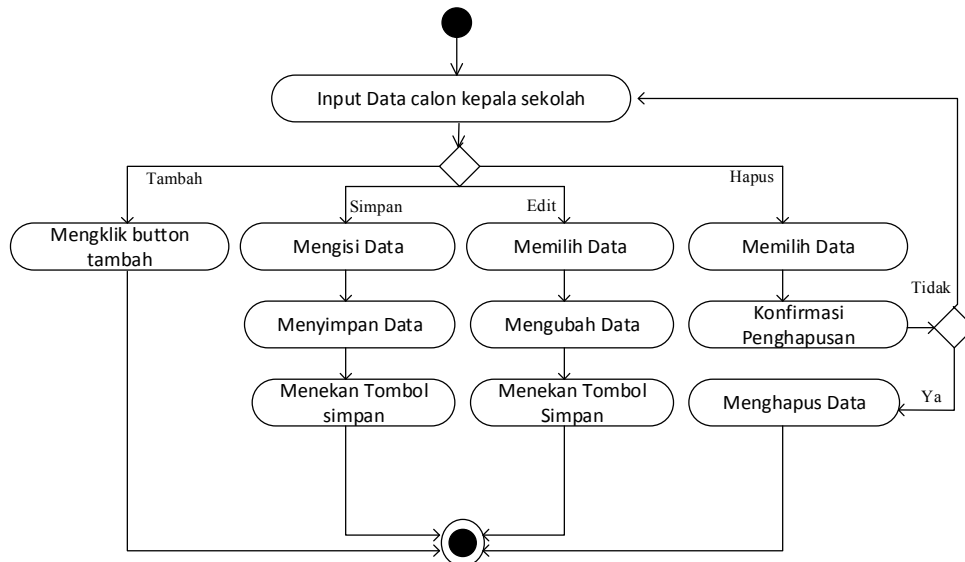 Input Data calon kepala sekolah
Tambah
Hapus
Simpan
Edit
Mengklik button
tambah
Mengisi Data
Memilih Data
Memilih Data
Tidak
Menyimpan Data
Mengubah Data
Konfirmasi
Penghapusan
Menekan Tombol
simpan
Menekan Tombol
Simpan
Menghapus Data
Ya